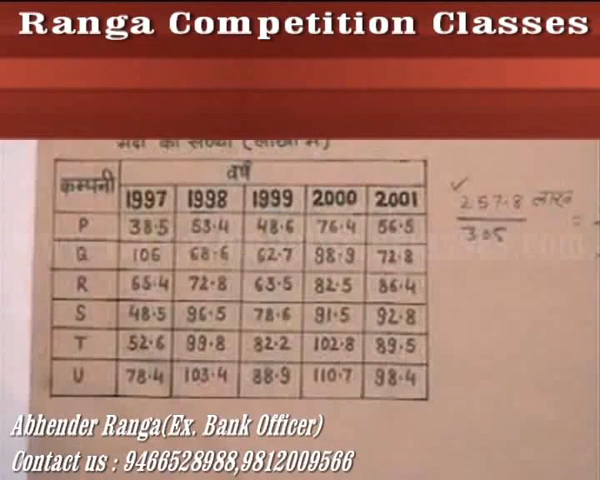 Ranga Competition Classes
मदों की संख्या (लाखों में)
कम्पनी वर्ष
1997 1998 1999 2000 2001
P 38.5 53.4 48.6 76.4 56.5
Q 106 68.6 62.7 98.9 72.8
R 65.4 72.8 63.5 82.5 86.4
S 48.5 96.5 78.6 91.5 92.8
T 52.6 99.8 82.2 102.8 89.5
U 78.4 103.4 88.9 110.7 98.4
257.8 लाख
305 =
Abhender Ranga(Ex. Bank Officer)
Contact us : 9466528988,9812009566